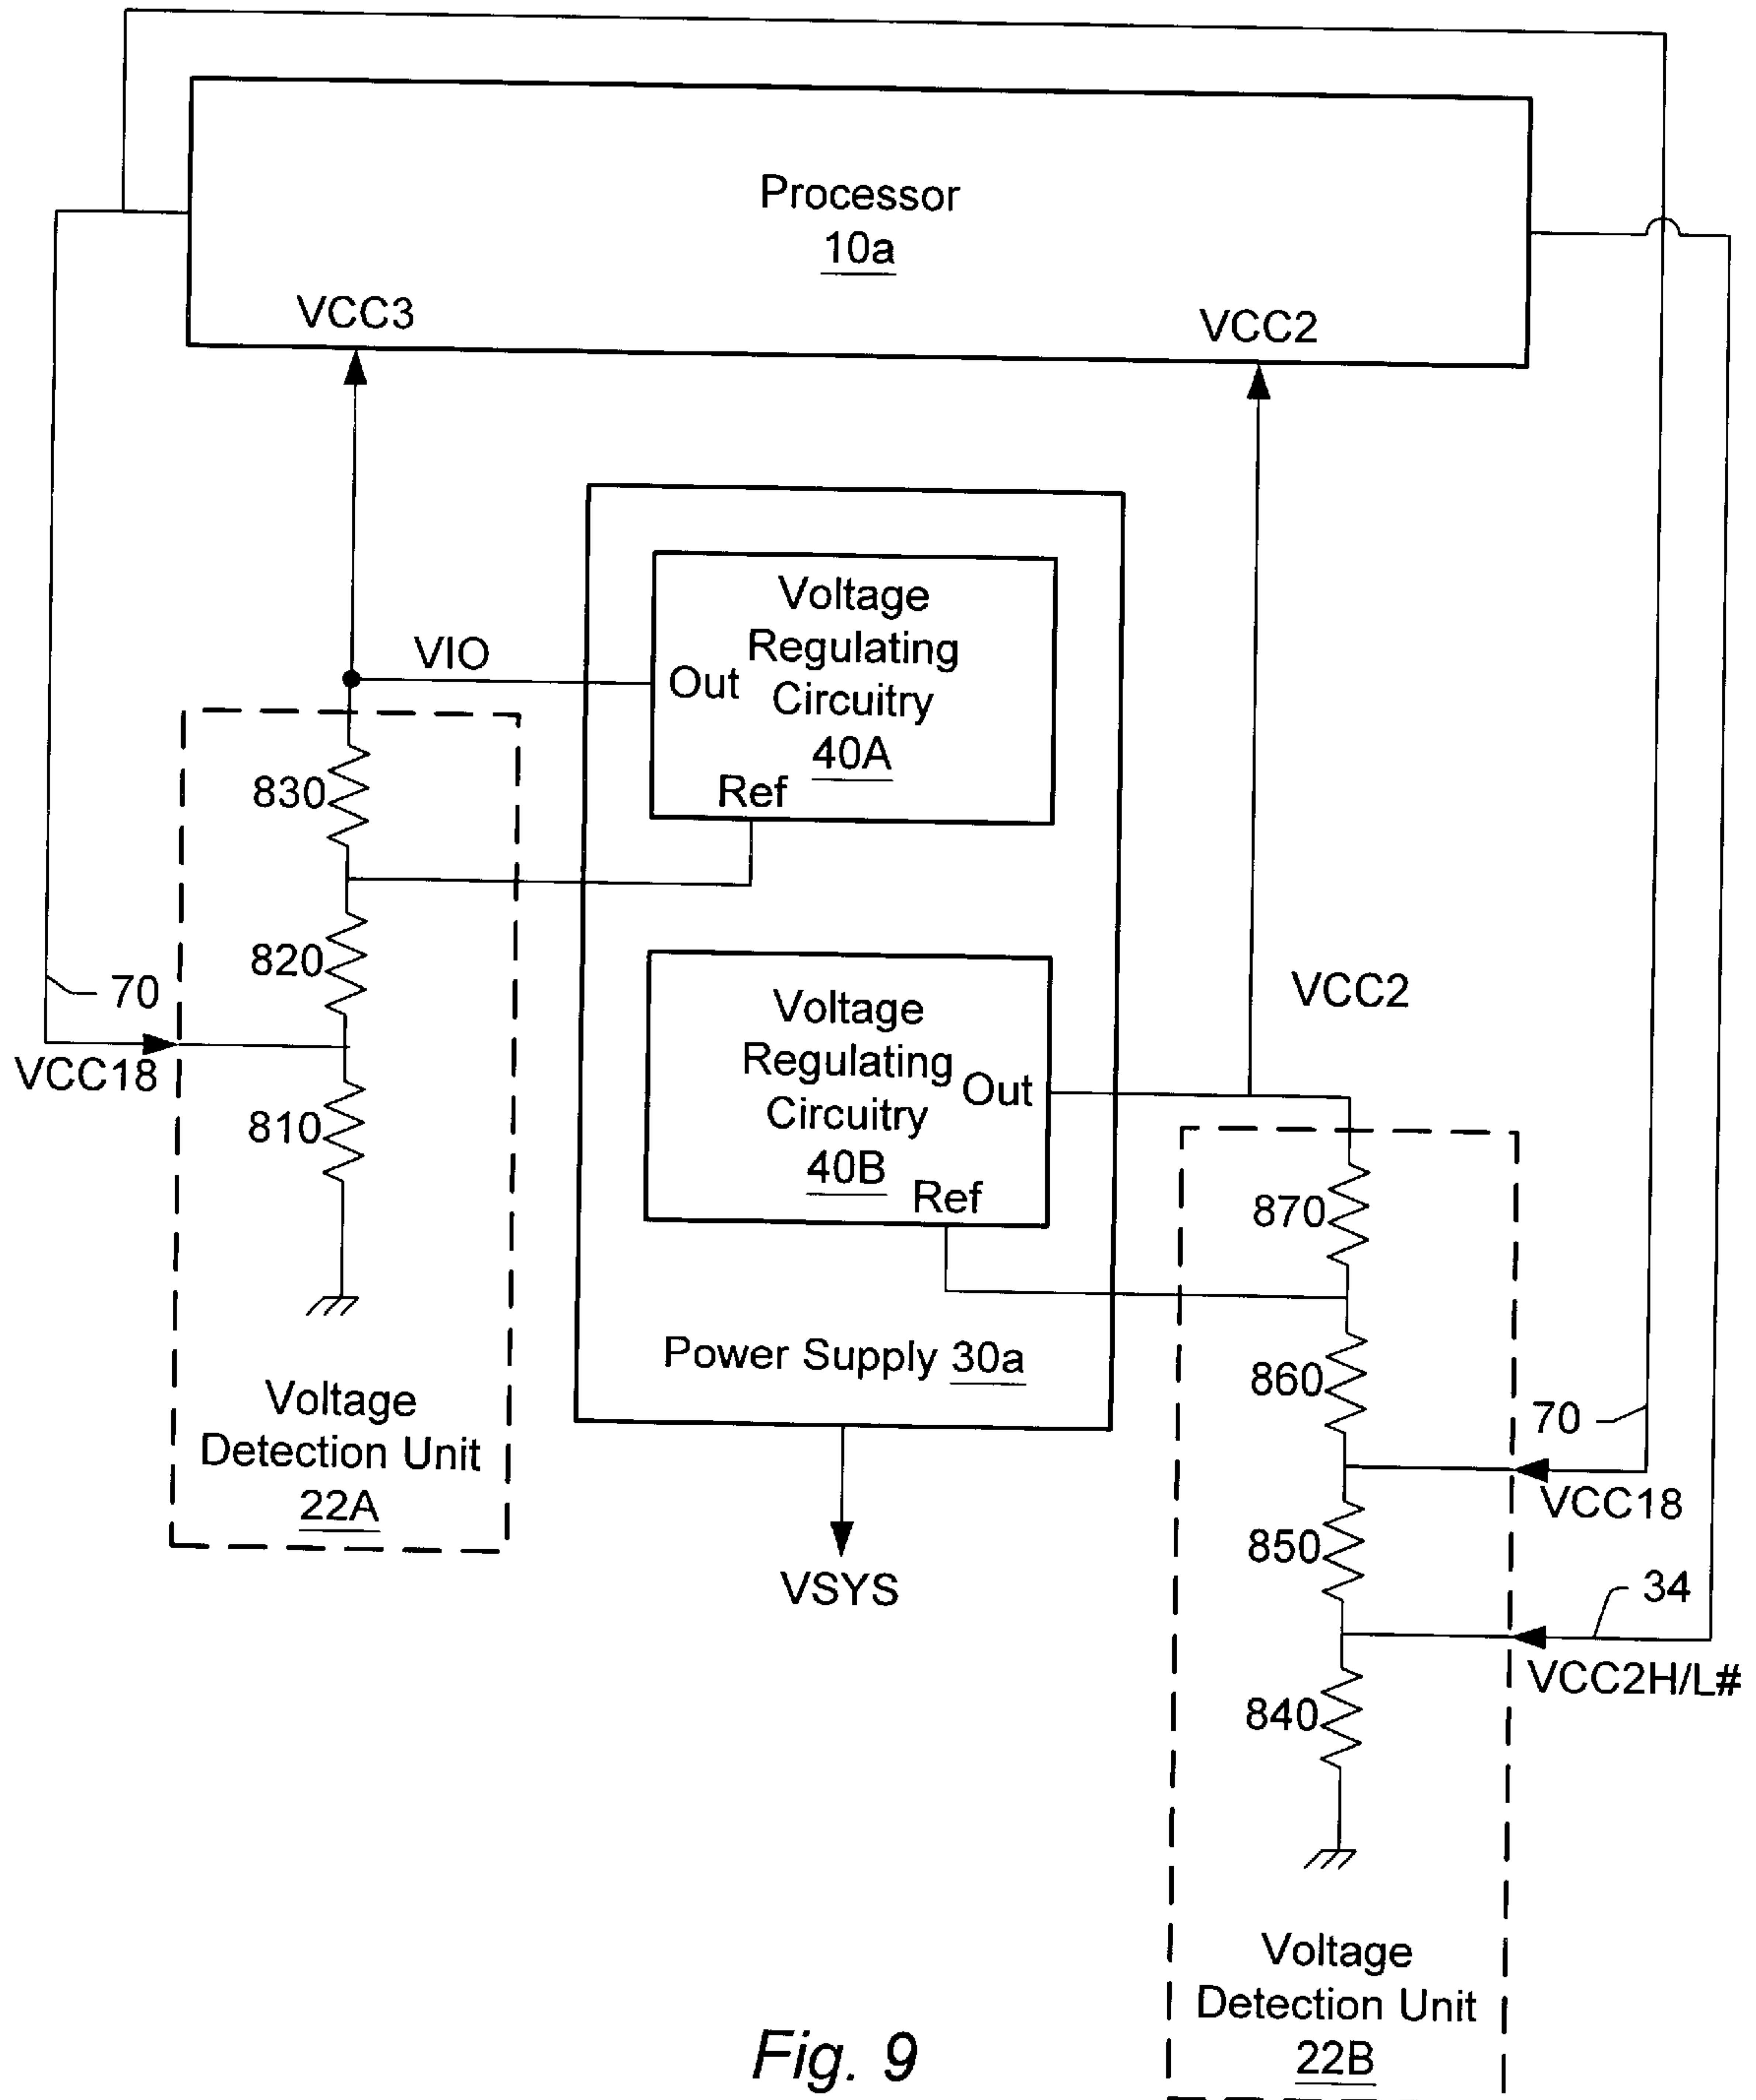 Processor
10a
VCC3
VCC2
Voltage
Regulating
Circuitry
40A
Out
Ref
VIO
830
820
70
VCC18
810
Voltage
Detection Unit
22A
Voltage
Regulating
Circuitry
40B
Out
Ref
Power Supply 30a
VSYS
VCC2
870
860
70
VCC18
850
34
VCC2H/L#
840
Voltage
Detection Unit
22B
Fig. 9